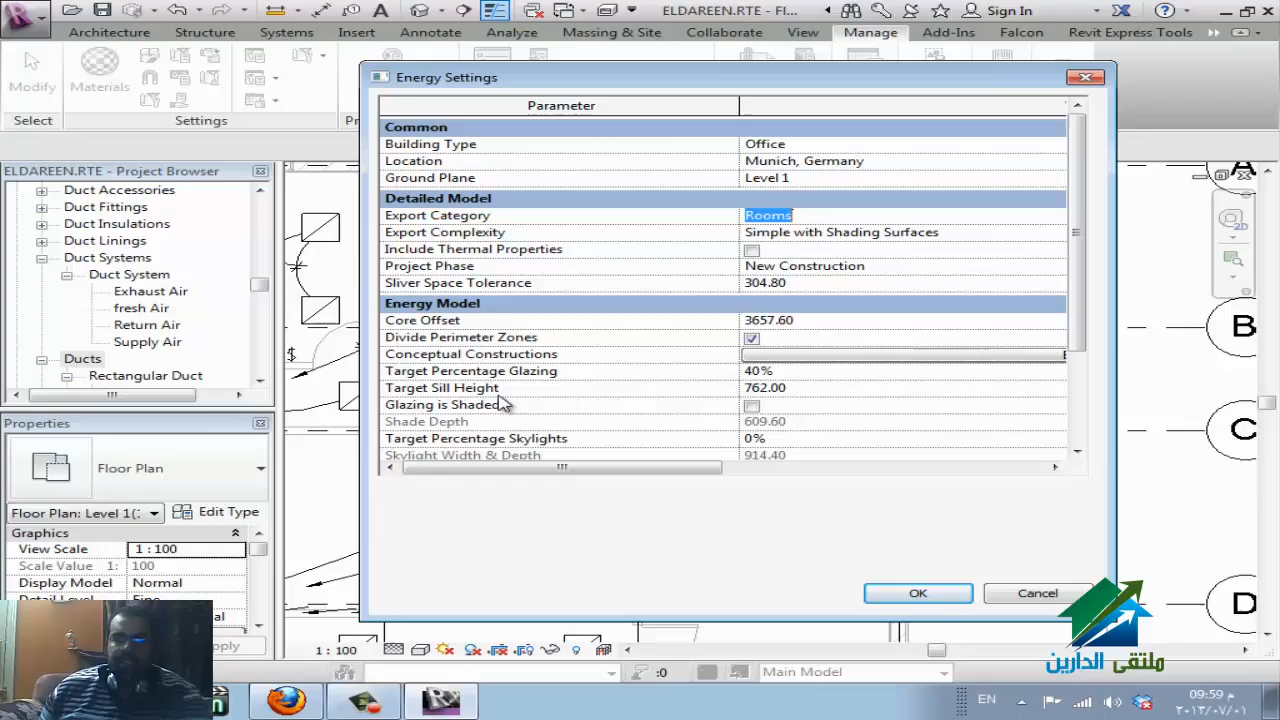 ELDAREEN.RTE - FI...
Sign In
Architecture
Structure
Systems
Insert
Annotate
Analyze
Massing & Site
Collaborate
View
Manage
Add-Ins
Falcon
Revit Express Tools
Modify
Materials
Select
Settings
Energy Settings
Parameter
Common
Building Type Office
Location Munich, Germany
Ground Plane Level 1
Detailed Model
Export Category Rooms
Export Complexity Simple with Shading Surfaces
Include Thermal Properties
Project Phase New Construction
Sliver Space Tolerance 304.80
Energy Model
Core Offset 3657.60
Divide Perimeter Zones
Conceptual Constructions
Target Percentage Glazing 40%
Target Sill Height 762.00
Glazing is Shaded
Shade Depth 609.60
Target Percentage Skylights 0%
Skylight Width & Depth 914.40
OK
Cancel
ELDAREEN.RTE - Project Browser
Duct Accessories
Duct Fittings
Duct Insulations
Duct Linings
Duct Systems
Duct System
Exhaust Air
fresh Air
Return Air
Supply Air
Ducts
Rectangular Duct
Properties
Floor Plan
Floor Plan: Level 1(
Edit Type
Graphics
View Scale 1 : 100
Scale Value 1: 100
Display Model Normal
A
B
C
D
1 : 100
:0
Main Model
ملتقى الدارين
EN
09:59 م
٢٠١٣/٠٧/٠١